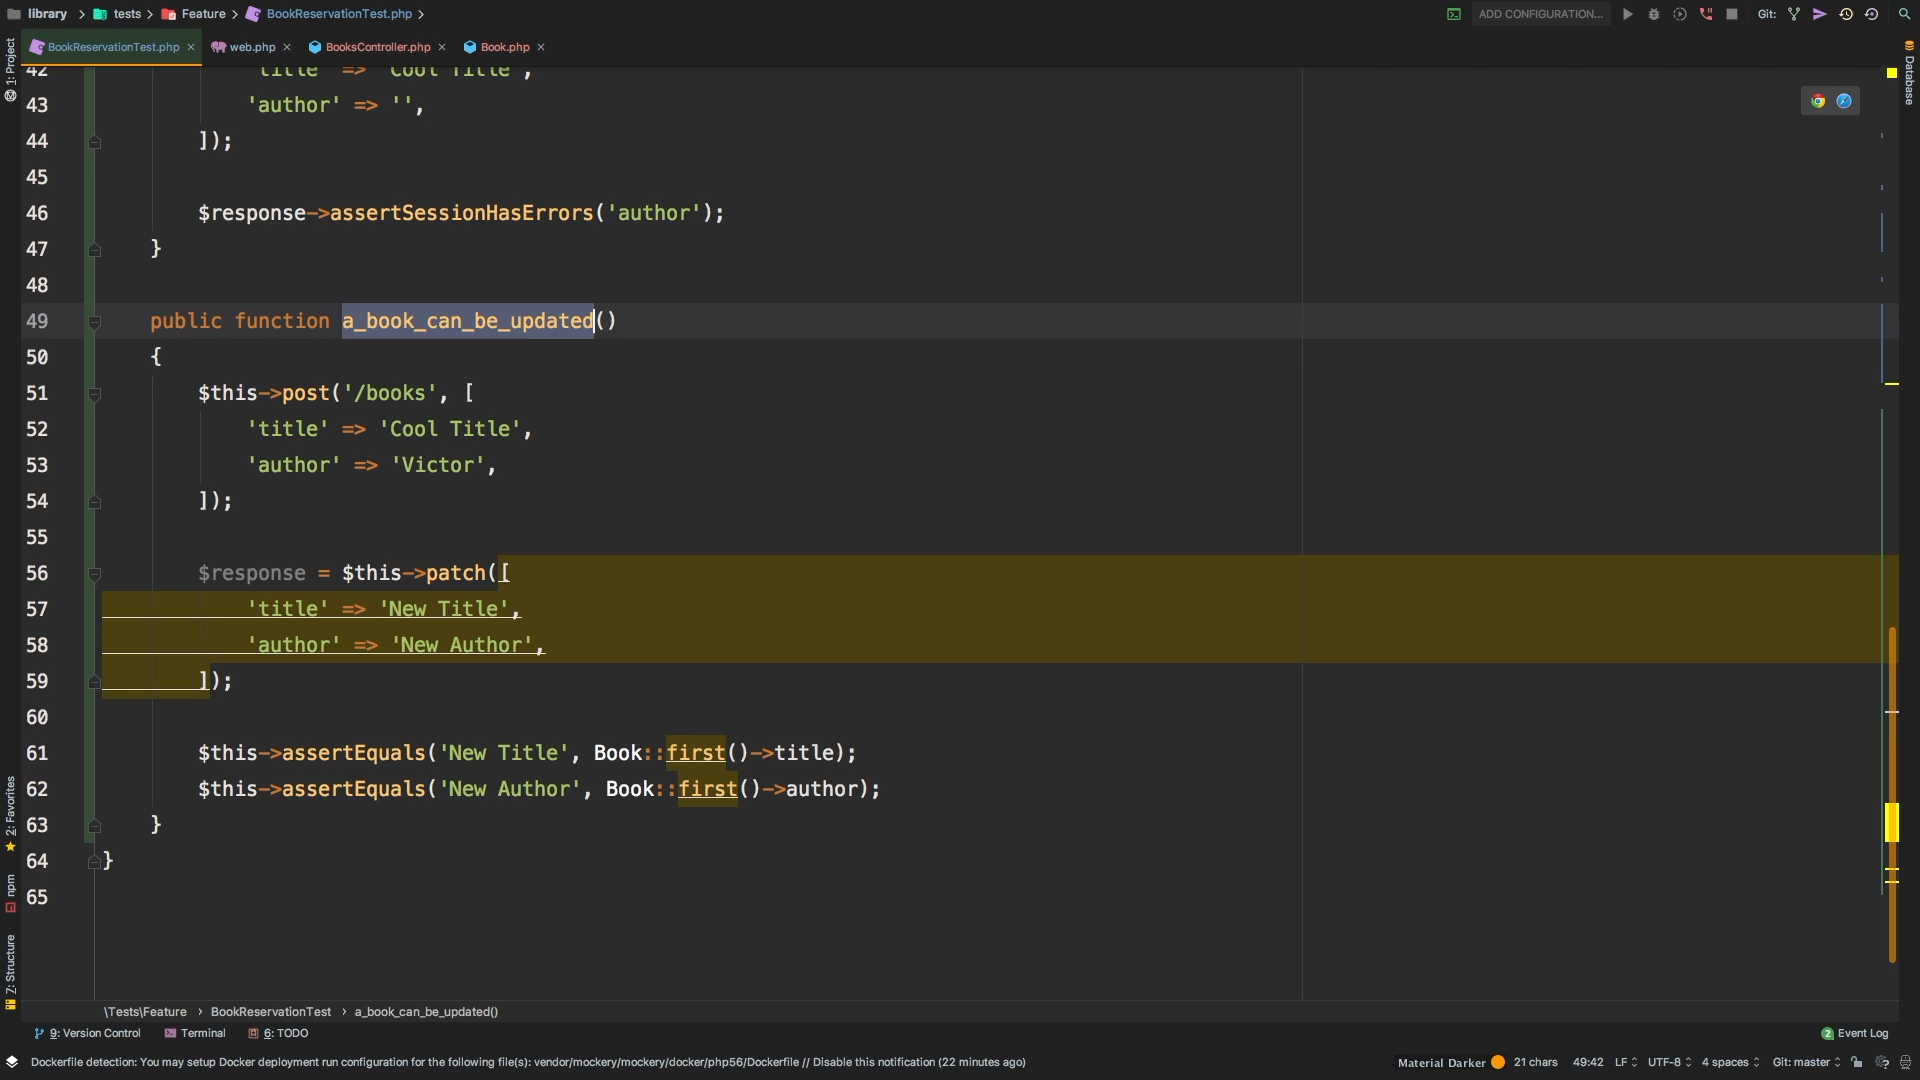 library > tests > Feature > BookReservationTest.php >
ADD CONFIGURATION...
Git:
1: Project
BookReservationTest.php
web.php
BooksController.php
Book.php
Database
42 'title' => 'Cool Title',
43 'author' => '',
44 ]);
45
46 $response->assertSessionHasErrors('author');
47 }
48
49 public function a_book_can_be_updated()
50 {
51 $this->post('/books', [
52 'title' => 'Cool Title',
53 'author' => 'Victor',
54 ]);
55
56 $response = $this->patch([
57 'title' => 'New Title',
58 'author' => 'New Author',
59 ]);
60
61 $this->assertEquals('New Title', Book::first()->title);
62 $this->assertEquals('New Author', Book::first()->author);
63 }
64 }
65
2: Favorites
npm
Z: Structure
\Tests\Feature > BookReservationTest > a_book_can_be_updated()
9: Version Control
Terminal
6: TODO
2 Event Log
Dockerfile detection: You may setup Docker deployment run configuration for the following file(s): vendor/mockery/mockery/docker/php56/Dockerfile // Disable this notification (22 minutes ago)
Material Darker
21 chars
49:42
LF
UTF-8
4 spaces
Git: master